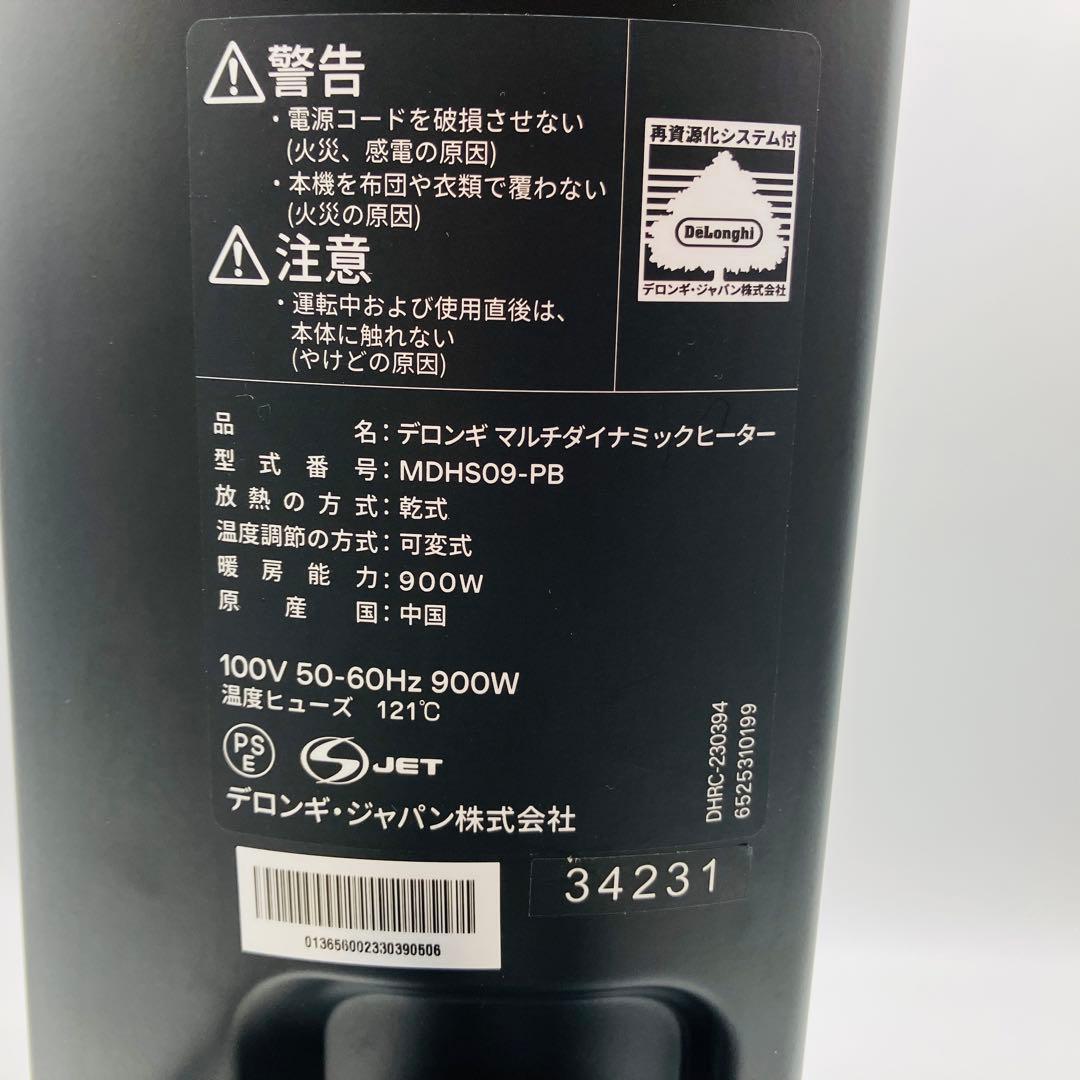 警告
・電源コードを破損させない
(火災、感電の原因)
・本機を布団や衣類で覆わない
(火災の原因)
注意
・運転中および使用直後は、
本体に触れない
(やけどの原因)
再資源化システム付
DeLonghi
デロンギ・ジャパン株式会社
品名：デロンギ マルチダイナミックヒーター
型式番号：MDHS09-PB
放熱の方式：乾式
温度調節の方式：可変式
暖房能力：900W
原産国：中国
100V 50-60Hz 900W
温度ヒューズ 121℃
PSE
JET
デロンギ・ジャパン株式会社
DHRC-230394
6525310199
013656002330390506
34231